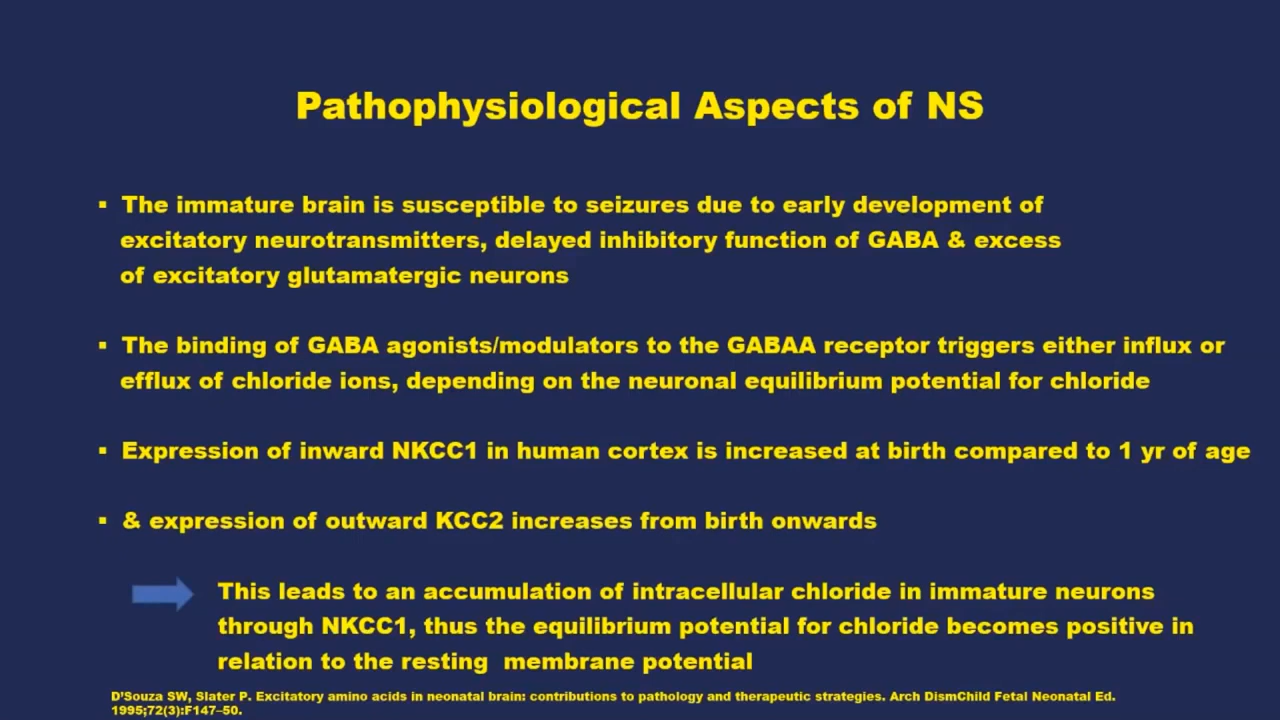 Pathophysiological Aspects of NS
▪ The immature brain is susceptible to seizures due to early development of
excitatory neurotransmitters, delayed inhibitory function of GABA & excess
of excitatory glutamatergic neurons
▪ The binding of GABA agonists/modulators to the GABAA receptor triggers either influx or
efflux of chloride ions, depending on the neuronal equilibrium potential for chloride
▪ Expression of inward NKCC1 in human cortex is increased at birth compared to 1 yr of age
▪ & expression of outward KCC2 increases from birth onwards
This leads to an accumulation of intracellular chloride in immature neurons
through NKCC1, thus the equilibrium potential for chloride becomes positive in
relation to the resting membrane potential
D'Souza SW, Slater P. Excitatory amino acids in neonatal brain: contributions to pathology and therapeutic strategies. Arch DismChild Fetal Neonatal Ed.
1995;72(3):F147–50.